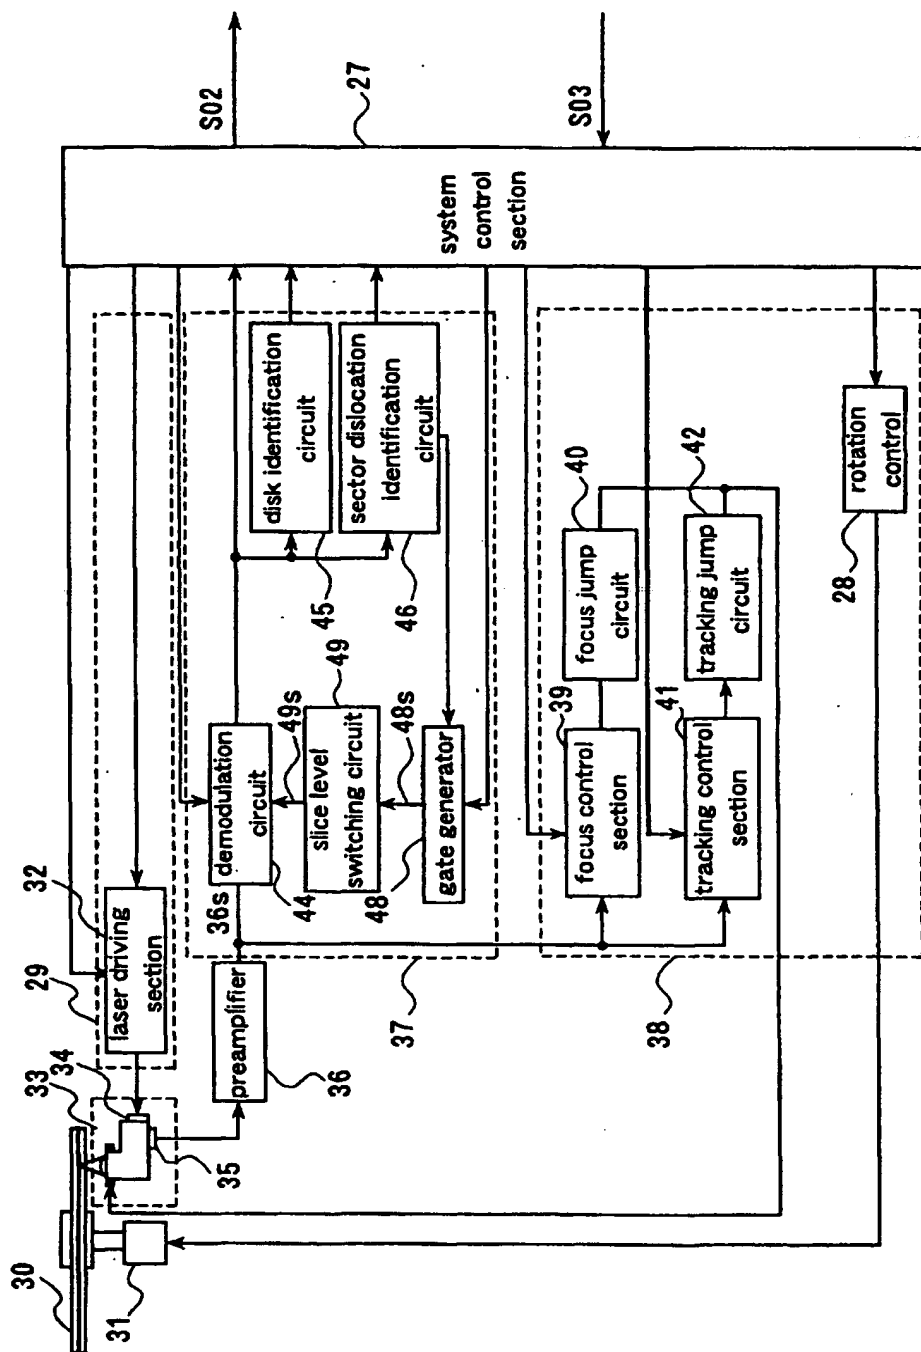 30
31
33
34
35
29
32
laser driving
section
preamplifier
36
36s
demodulation
circuit
44
49s
slice level
switching circuit
49
48s
48
gate generator
disk identification
circuit
45
sector dislocation
identification
circuit
46
37
39
focus control
section
focus jump
circuit
40
41
tracking control
section
tracking jump
circuit
42
38
28
rotation
control
system
control
section
27
S02
S03